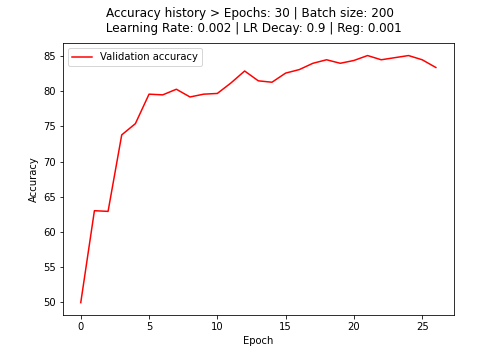 Accuracy history > Epochs: 30 | Batch size: 200
Learning Rate: 0.002 | LR Decay: 0.9 | Reg: 0.001
Validation accuracy
85
80
75
70
65
60
55
50
Accuracy
0 5 10 15 20 25
Epoch